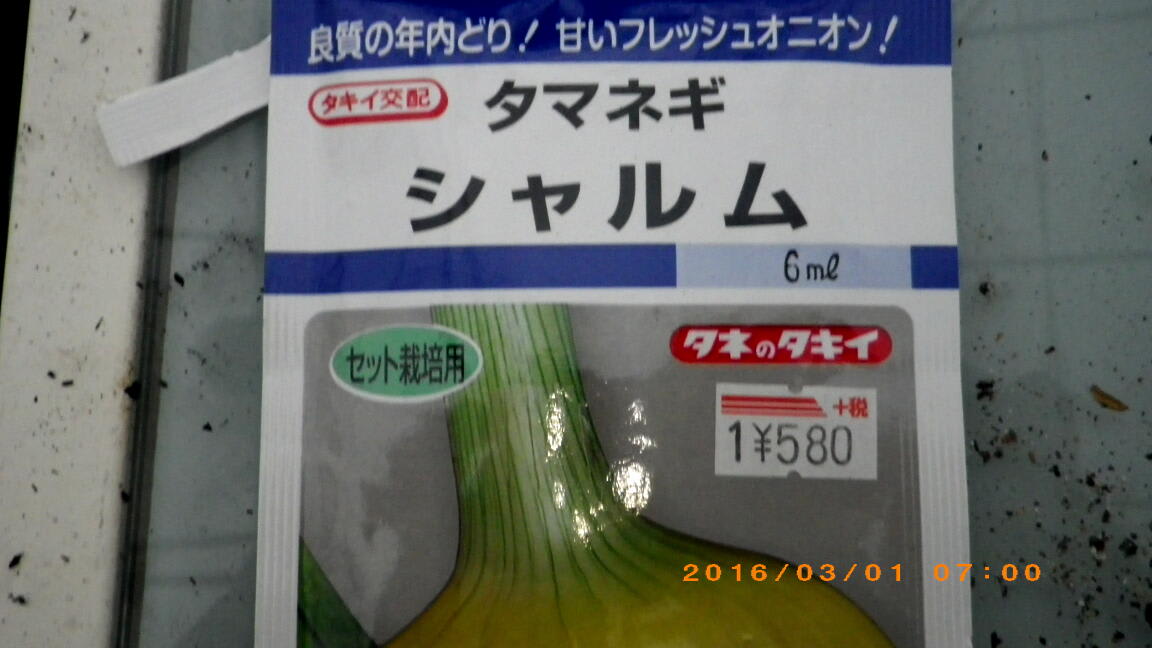 良質の年内どり！ 甘いフレッシュオニオン！
タキイ交配 タマネギ
シャルム
6ml
セット栽培用
タネのタキイ
+税
1¥580
2016/03/01 07:00